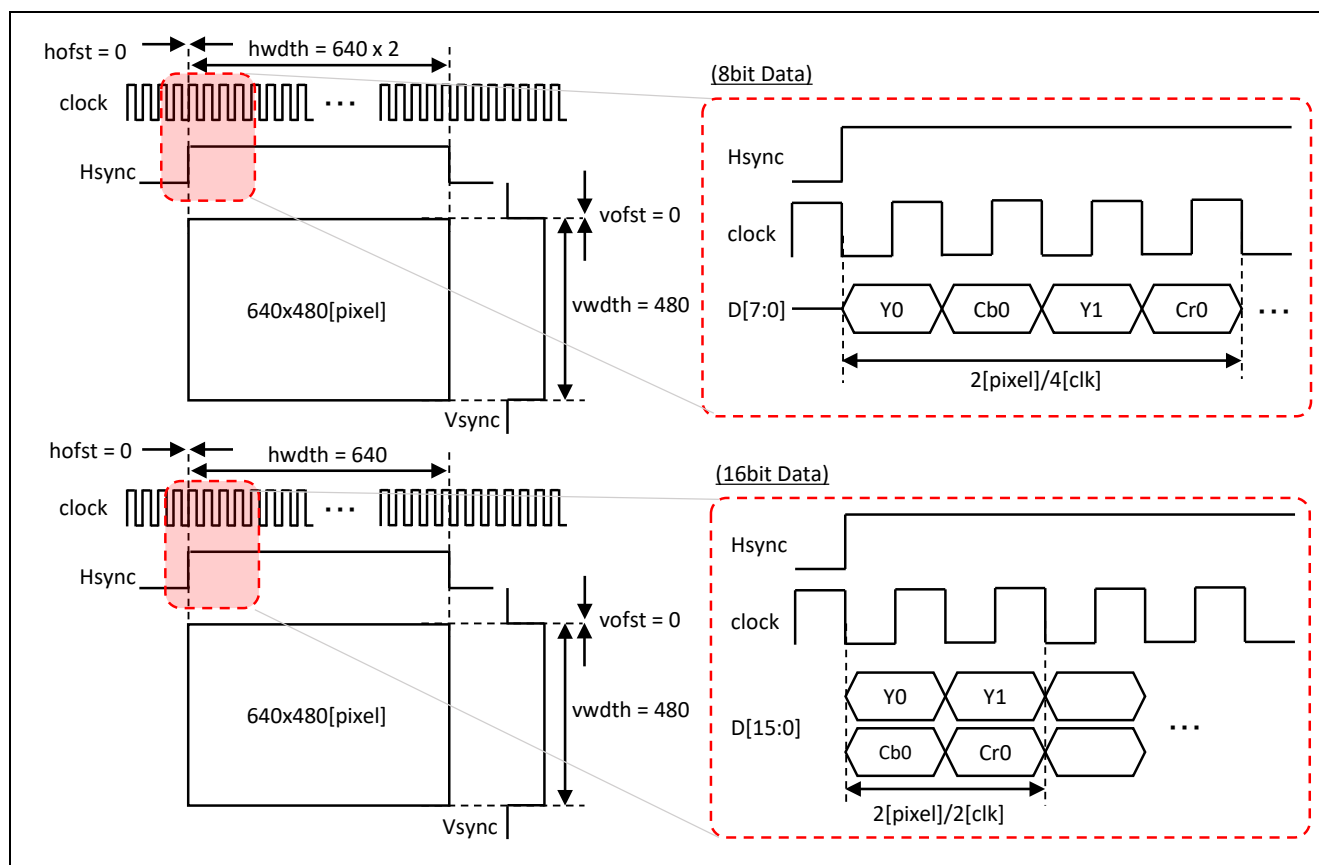 hofst = 0
hwdth = 640 x 2
clock
...
Hsync
vofst = 0
640x480[pixel]
vwdth = 480
Vsync
(8bit Data)
Hsync
clock
D[7:0]
Y0
Cb0
Y1
Cr0
...
2[pixel]/4[clk]
hofst = 0
hwdth = 640
clock
...
Hsync
vofst = 0
640x480[pixel]
vwdth = 480
Vsync
(16bit Data)
Hsync
clock
D[15:0]
Y0
Y1
...
Cb0
Cr0
2[pixel]/2[clk]